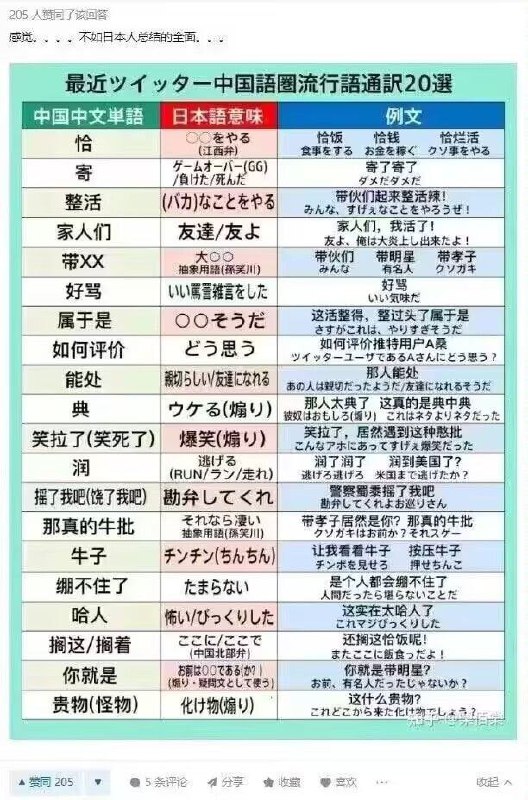 205 人赞同了该回答
感觉。。。。不如日本人总结的全面。。。
最近ツイッター中国語圏流行語通訳20選
中国中文単語 日本語意味 例文
恰 〇〇をやる (江西弁) 恰饭 恰钱 恰烂活 食事をする お金を稼ぐ クソ事をやる
寄 ゲームオーバー(GG) /負けた/死んだ 寄了寄了 ダメだダメだ
整活 (バカ)なことをやる 带伙们起来整活辣！ みんな、すげぇなことをやろうぜ！
家人们 友達/友よ 家人们，我活了！ 友よ、俺は大炎上し出来たよ！
带XX 大〇〇 抽象用語(孫笑川) 带伙们 带明星 带孝子 みんな 有名人 クソガキ
好骂 いい罵詈雑言をした 好骂 いい気味だ
属于是 〇〇そうだ 这活整得，整过头了属于是 さすがこれは、やりすぎそうだ
如何评价 どう思う 如何评价推特用户A桑 ツイッターユーザであるAさんにどう思う？
能处 親切らしい/友達になれる 那人能处 あの人は親切だったようだ/友達になれるそうだ
典 ウケる(煽り) 那人太典了 这真的是典中典 彼奴はおもしろ(煽り) これはネタよりネタだった
笑拉了(笑死了) 爆笑(煽り) 笑拉了，居然遇到这种憨批 こんなアホにあってすげぇ爆笑だった
润 逃げる (RUN/ラン/走れ) 润了润了 润到美国了？ 逃げろ逃げろ 米国まで逃げたか？
摇了我吧(饶了我吧) 勘弁してくれ 警察蜀黍摇了我吧 勘弁してくれよお巡りさん
那真的牛批 それなら凄い 抽象用語(孫笑川) 带孝子居然是你？那真的牛批 クソガキはお前か？それスゲー
牛子 チンチン(ちんちん) 让我看看牛子 按压牛子 チンポを見せろ 押せちんこ
绷不住了 たまらない 是个人都会绷不住了 人間だったら堪らないことだ
哈人 怖い/びっくりした 这实在太哈人了 これマジびっくりした
搁这/搁着 ここに/ここで (中国北部弁) 还搁这恰饭呢！ またここに飯食っだよ！
你就是 お前は〇〇である(か？) (煽り・疑問文として使う) 你就是带明星？ お前、有名人だったじゃないか？
贵物(怪物) 化け物(煽り) 这什么贵物？ これどこから来た化け物でしょう？
赞同 205 5 条评论 分享 收藏 喜欢 ··· 收起